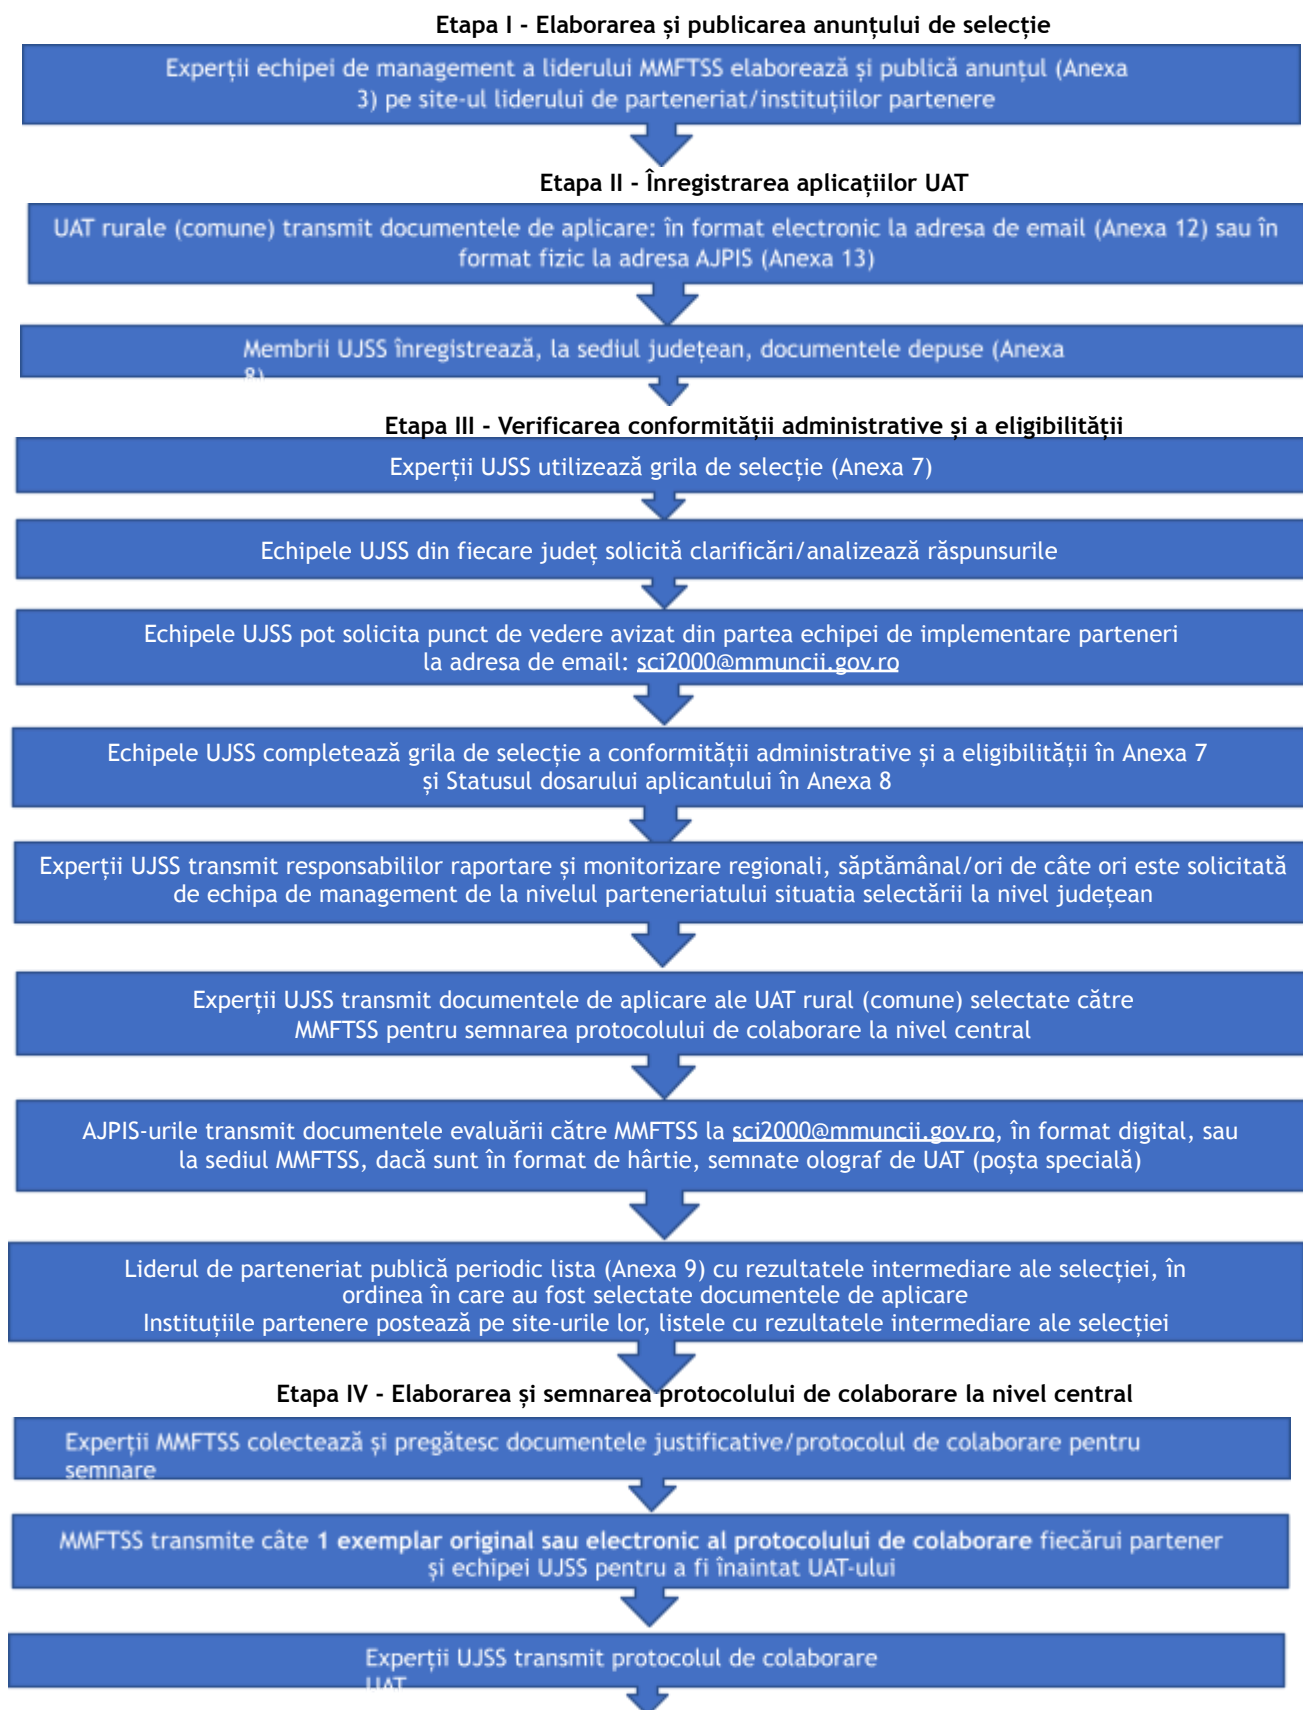 Etapa I - Elaborarea și publicarea anunțului de selecție
Experții echipei de management a liderului MMFTSS elaborează și publică anunțul (Anexa
3) pe site-ul liderului de parteneriat/instituțiilor partenere
Etapa II - Înregistrarea aplicațiilor UAT
UAT rurale (comune) transmit documentele de aplicare: în format electronic la adresa de email (Anexa 12) sau în
format fizic la adresa AJPIS (Anexa 13)
Membrii UJSS înregistrează, la sediul județean, documentele depuse (Anexa
8)
Etapa III - Verificarea conformității administrative și a eligibilității
Experții UJSS utilizează grila de selecție (Anexa 7)
Echipele UJSS din fiecare județ solicită clarificări/analizează răspunsurile
Echipele UJSS pot solicita punct de vedere avizat din partea echipei de implementare parteneri
la adresa de email: sci2000@mmuncii.gov.ro
Echipele UJSS completează grila de selecție a conformității administrative și a eligibilității în Anexa 7
și Statusul dosarului aplicantului în Anexa 8
Experții UJSS transmit responsabililor raportare și monitorizare regionali, săptămânal/ori de câte ori este solicitată
de echipa de management de la nivelul parteneriatului situatia selectării la nivel județean
Experții UJSS transmit documentele de aplicare ale UAT rural (comune) selectate către
MMFTSS pentru semnarea protocolului de colaborare la nivel central
AJPIS-urile transmit documentele evaluării către MMFTSS la sci2000@mmuncii.gov.ro, în format digital, sau
la sediul MMFTSS, dacă sunt în format de hârtie, semnate olograf de UAT (poșta specială)
Liderul de parteneriat publică periodic lista (Anexa 9) cu rezultatele intermediare ale selecției, în
ordinea în care au fost selectate documentele de aplicare
Instituțiile partenere postează pe site-urile lor, listele cu rezultatele intermediare ale selecției
Etapa IV - Elaborarea și semnarea protocolului de colaborare la nivel central
Experții MMFTSS colectează și pregătesc documentele justificative/protocolul de colaborare pentru
semnare
MMFTSS transmite câte 1 exemplar original sau electronic al protocolului de colaborare fiecărui partener
și echipei UJSS pentru a fi înaintat UAT-ului
Experții UJSS transmit protocolul de colaborare
UAT